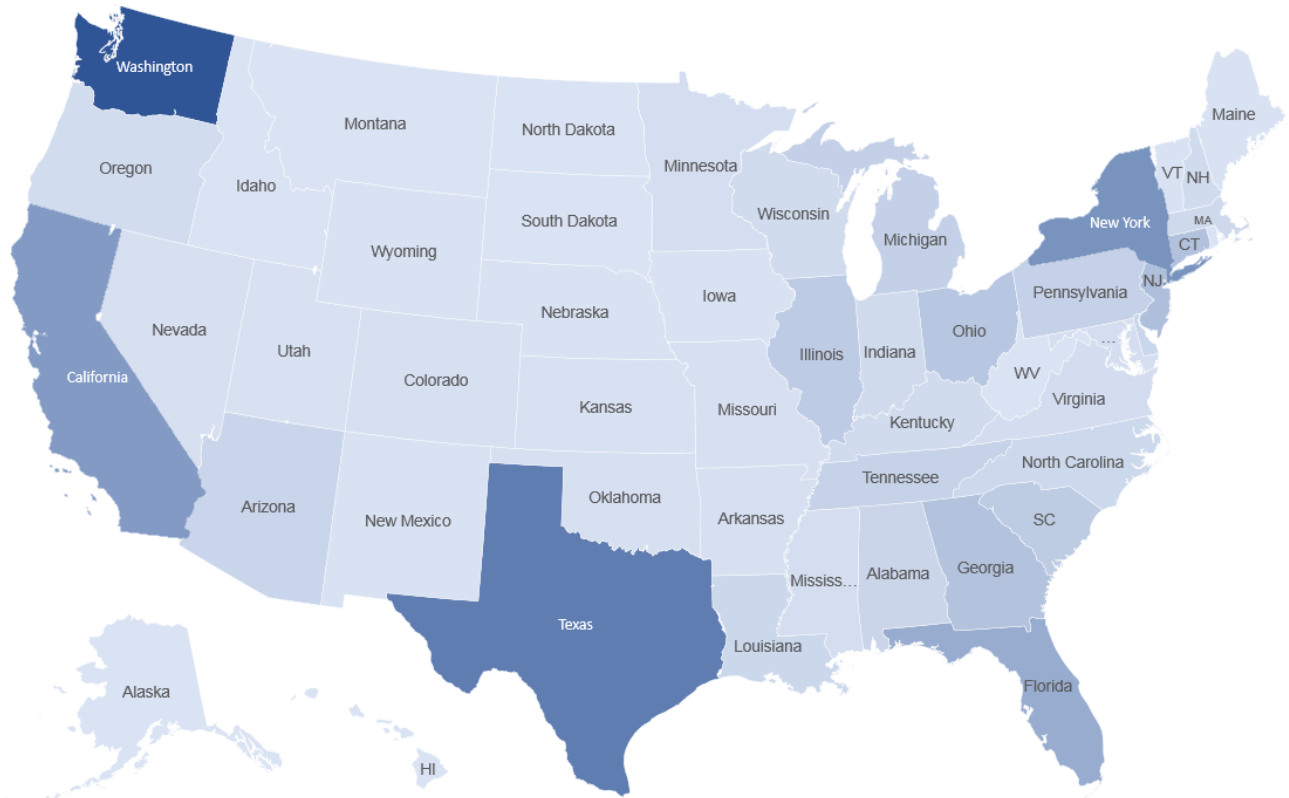 Washington
Montana
North Dakota
Minnesota
Maine
Oregon
Idaho
Wisconsin
VT
NH
South Dakota
Michigan
New York
MA
CT
Wyoming
Iowa
Pennsylvania
NJ
Nebraska
Nevada
Utah
Illinois
Indiana
Ohio
...
California
Colorado
Kansas
Missouri
WV
Virginia
Kentucky
North Carolina
Tennessee
Arizona
New Mexico
Oklahoma
Arkansas
SC
Mississ...
Alabama
Georgia
Texas
Louisiana
Florida
Alaska
HI